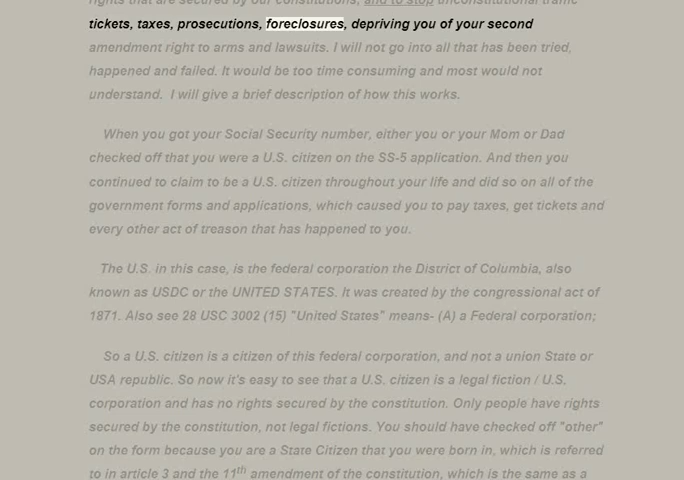 rights that are secured by our constitutions, and to stop unconstitutional traffic
tickets, taxes, prosecutions, foreclosures, depriving you of your second
amendment right to arms and lawsuits. I will not go into all that has been tried,
happened and failed. It would be too time consuming and most would not
understand. I will give a brief description of how this works.
When you got your Social Security number, either you or your Mom or Dad
checked off that you were a U.S. citizen on the SS-5 application. And then you
continued to claim to be a U.S. citizen throughout your life and did so on all of the
government forms and applications, which caused you to pay taxes, get tickets and
every other act of treason that has happened to you.
The U.S. in this case, is the federal corporation the District of Columbia, also
known as USDC or the UNITED STATES. It was created by the congressional act of
1871. Also see 28 USC 3002 (15) "United States" means- (A) a Federal corporation;
So a U.S. citizen is a citizen of this federal corporation, and not a union State or
USA republic. So now it's easy to see that a U.S. citizen is a legal fiction / U.S.
corporation and has no rights secured by the constitution. Only people have rights
secured by the constitution, not legal fictions. You should have checked off "other"
on the form because you are a State Citizen that you were born in, which is referred
to in article 3 and the 11th amendment of the constitution, which is the same as a